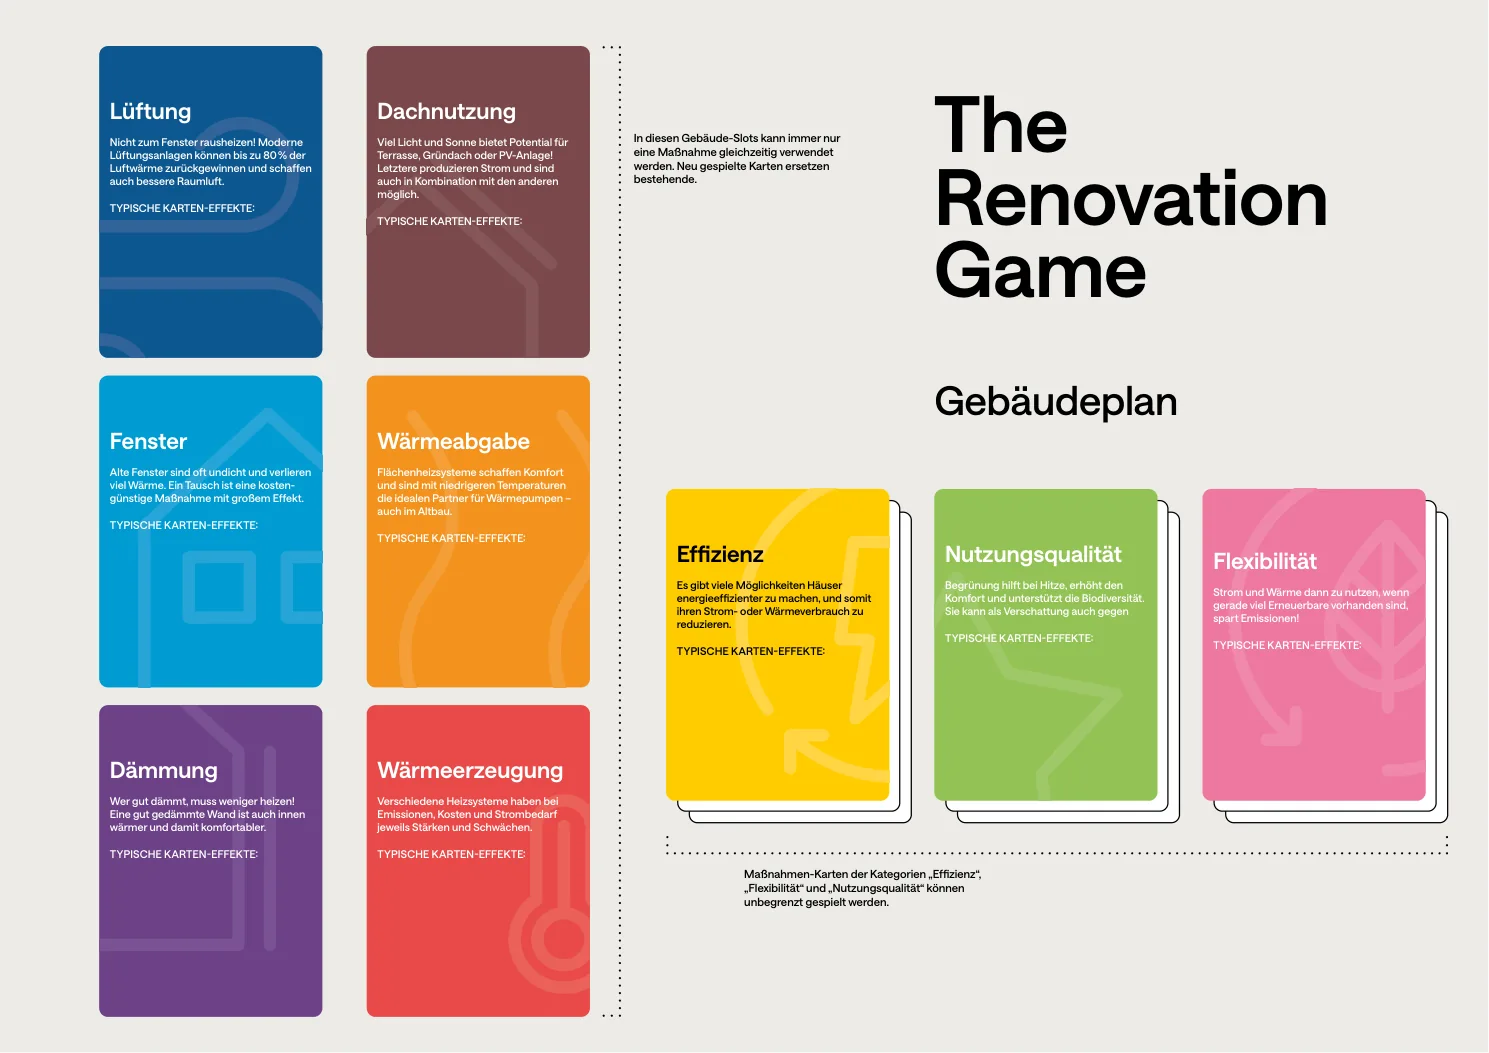 The
Renovation
Game
Gebäudeplan
Lüftung
Nicht zum Fenster rausheizen! Moderne
Lüftungsanlagen können bis zu 80 % der
Luftwärme zurückgewinnen und schaffen
auch bessere Raumluft.
TYPISCHE KARTEN-EFFEKTE:
Dachnutzung
Viel Licht und Sonne bietet Potential für
Terrasse, Gründach oder PV-Anlage!
Letztere produzieren Strom und sind
auch in Kombination mit den anderen
möglich.
TYPISCHE KARTEN-EFFEKTE:
In diesen Gebäude-Slots kann immer nur
eine Maßnahme gleichzeitig verwendet
werden. Neu gespielte Karten ersetzen
bestehende.
Fenster
Alte Fenster sind oft undicht und verlieren
viel Wärme. Ein Tausch ist eine kosten-
günstige Maßnahme mit großem Effekt.
TYPISCHE KARTEN-EFFEKTE:
Wärmeabgabe
Flächenheizsysteme schaffen Komfort
und sind mit niedrigeren Temperaturen
die idealen Partner für Wärmepumpen –
auch im Altbau.
TYPISCHE KARTEN-EFFEKTE:
Dämmung
Wer gut dämmt, muss weniger heizen!
Eine gut gedämmte Wand ist auch innen
wärmer und damit komfortabler.
TYPISCHE KARTEN-EFFEKTE:
Wärmeerzeugung
Verschiedene Heizsysteme haben bei
Emissionen, Kosten und Strombedarf
jeweils Stärken und Schwächen.
TYPISCHE KARTEN-EFFEKTE:
Effizienz
Es gibt viele Möglichkeiten Häuser
energieeffizienter zu machen, und somit
ihren Strom- oder Wärmeverbrauch zu
reduzieren.
TYPISCHE KARTEN-EFFEKTE:
Nutzungsqualität
Begrünung hilft bei Hitze, erhöht den
Komfort und unterstützt die Biodiversität.
Sie kann als Verschattung auch gegen
TYPISCHE KARTEN-EFFEKTE:
Flexibilität
Strom und Wärme dann zu nutzen, wenn
gerade viel Erneuerbare vorhanden sind,
spart Emissionen!
TYPISCHE KARTEN-EFFEKTE:
Maßnahmen-Karten der Kategorien „Effizienz“,
„Flexibilität“ und „Nutzungsqualität“ können
unbegrenzt gespielt werden.